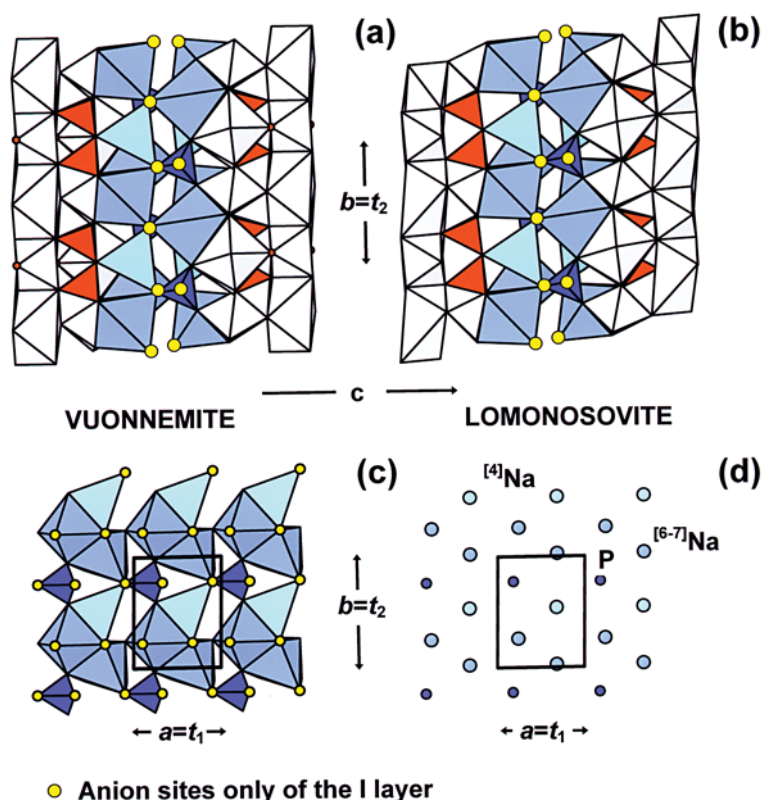 (a)
(b)
b=t₂
c
VUONNEMITE
LOMONOSOVITE
(c)
(d)
[4]Na
[6-7]Na
P
b=t₂
a=t₁
a=t₁
Anion sites only of the I layer